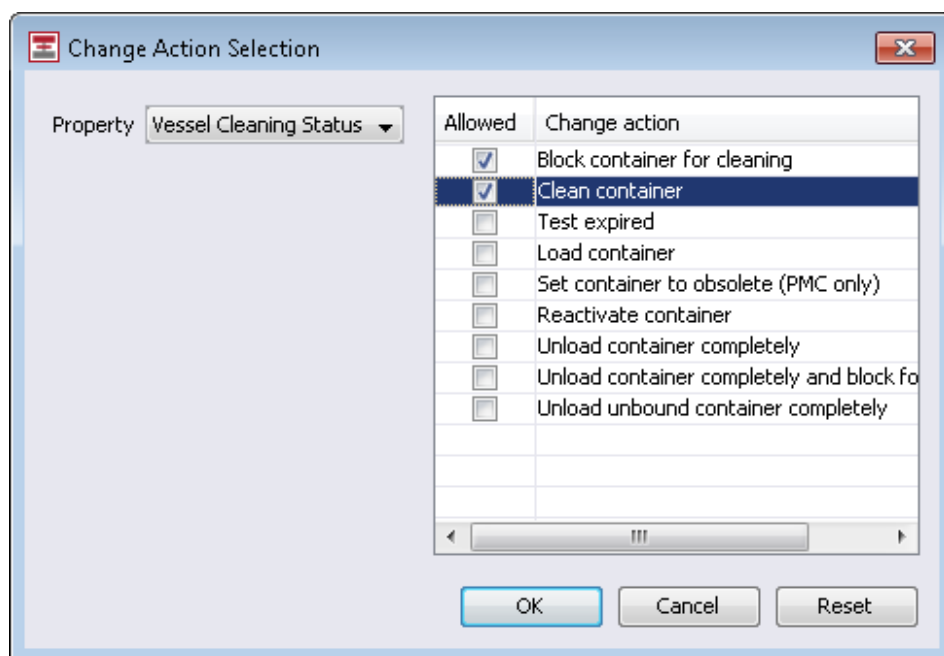 Change Action Selection
Property Vessel Cleaning Status
Allowed Change action
Block container for cleaning
Clean container
Test expired
Load container
Set container to obsolete (PMC only)
Reactivate container
Unload container completely
Unload container completely and block fo
Unload unbound container completely
OK Cancel Reset